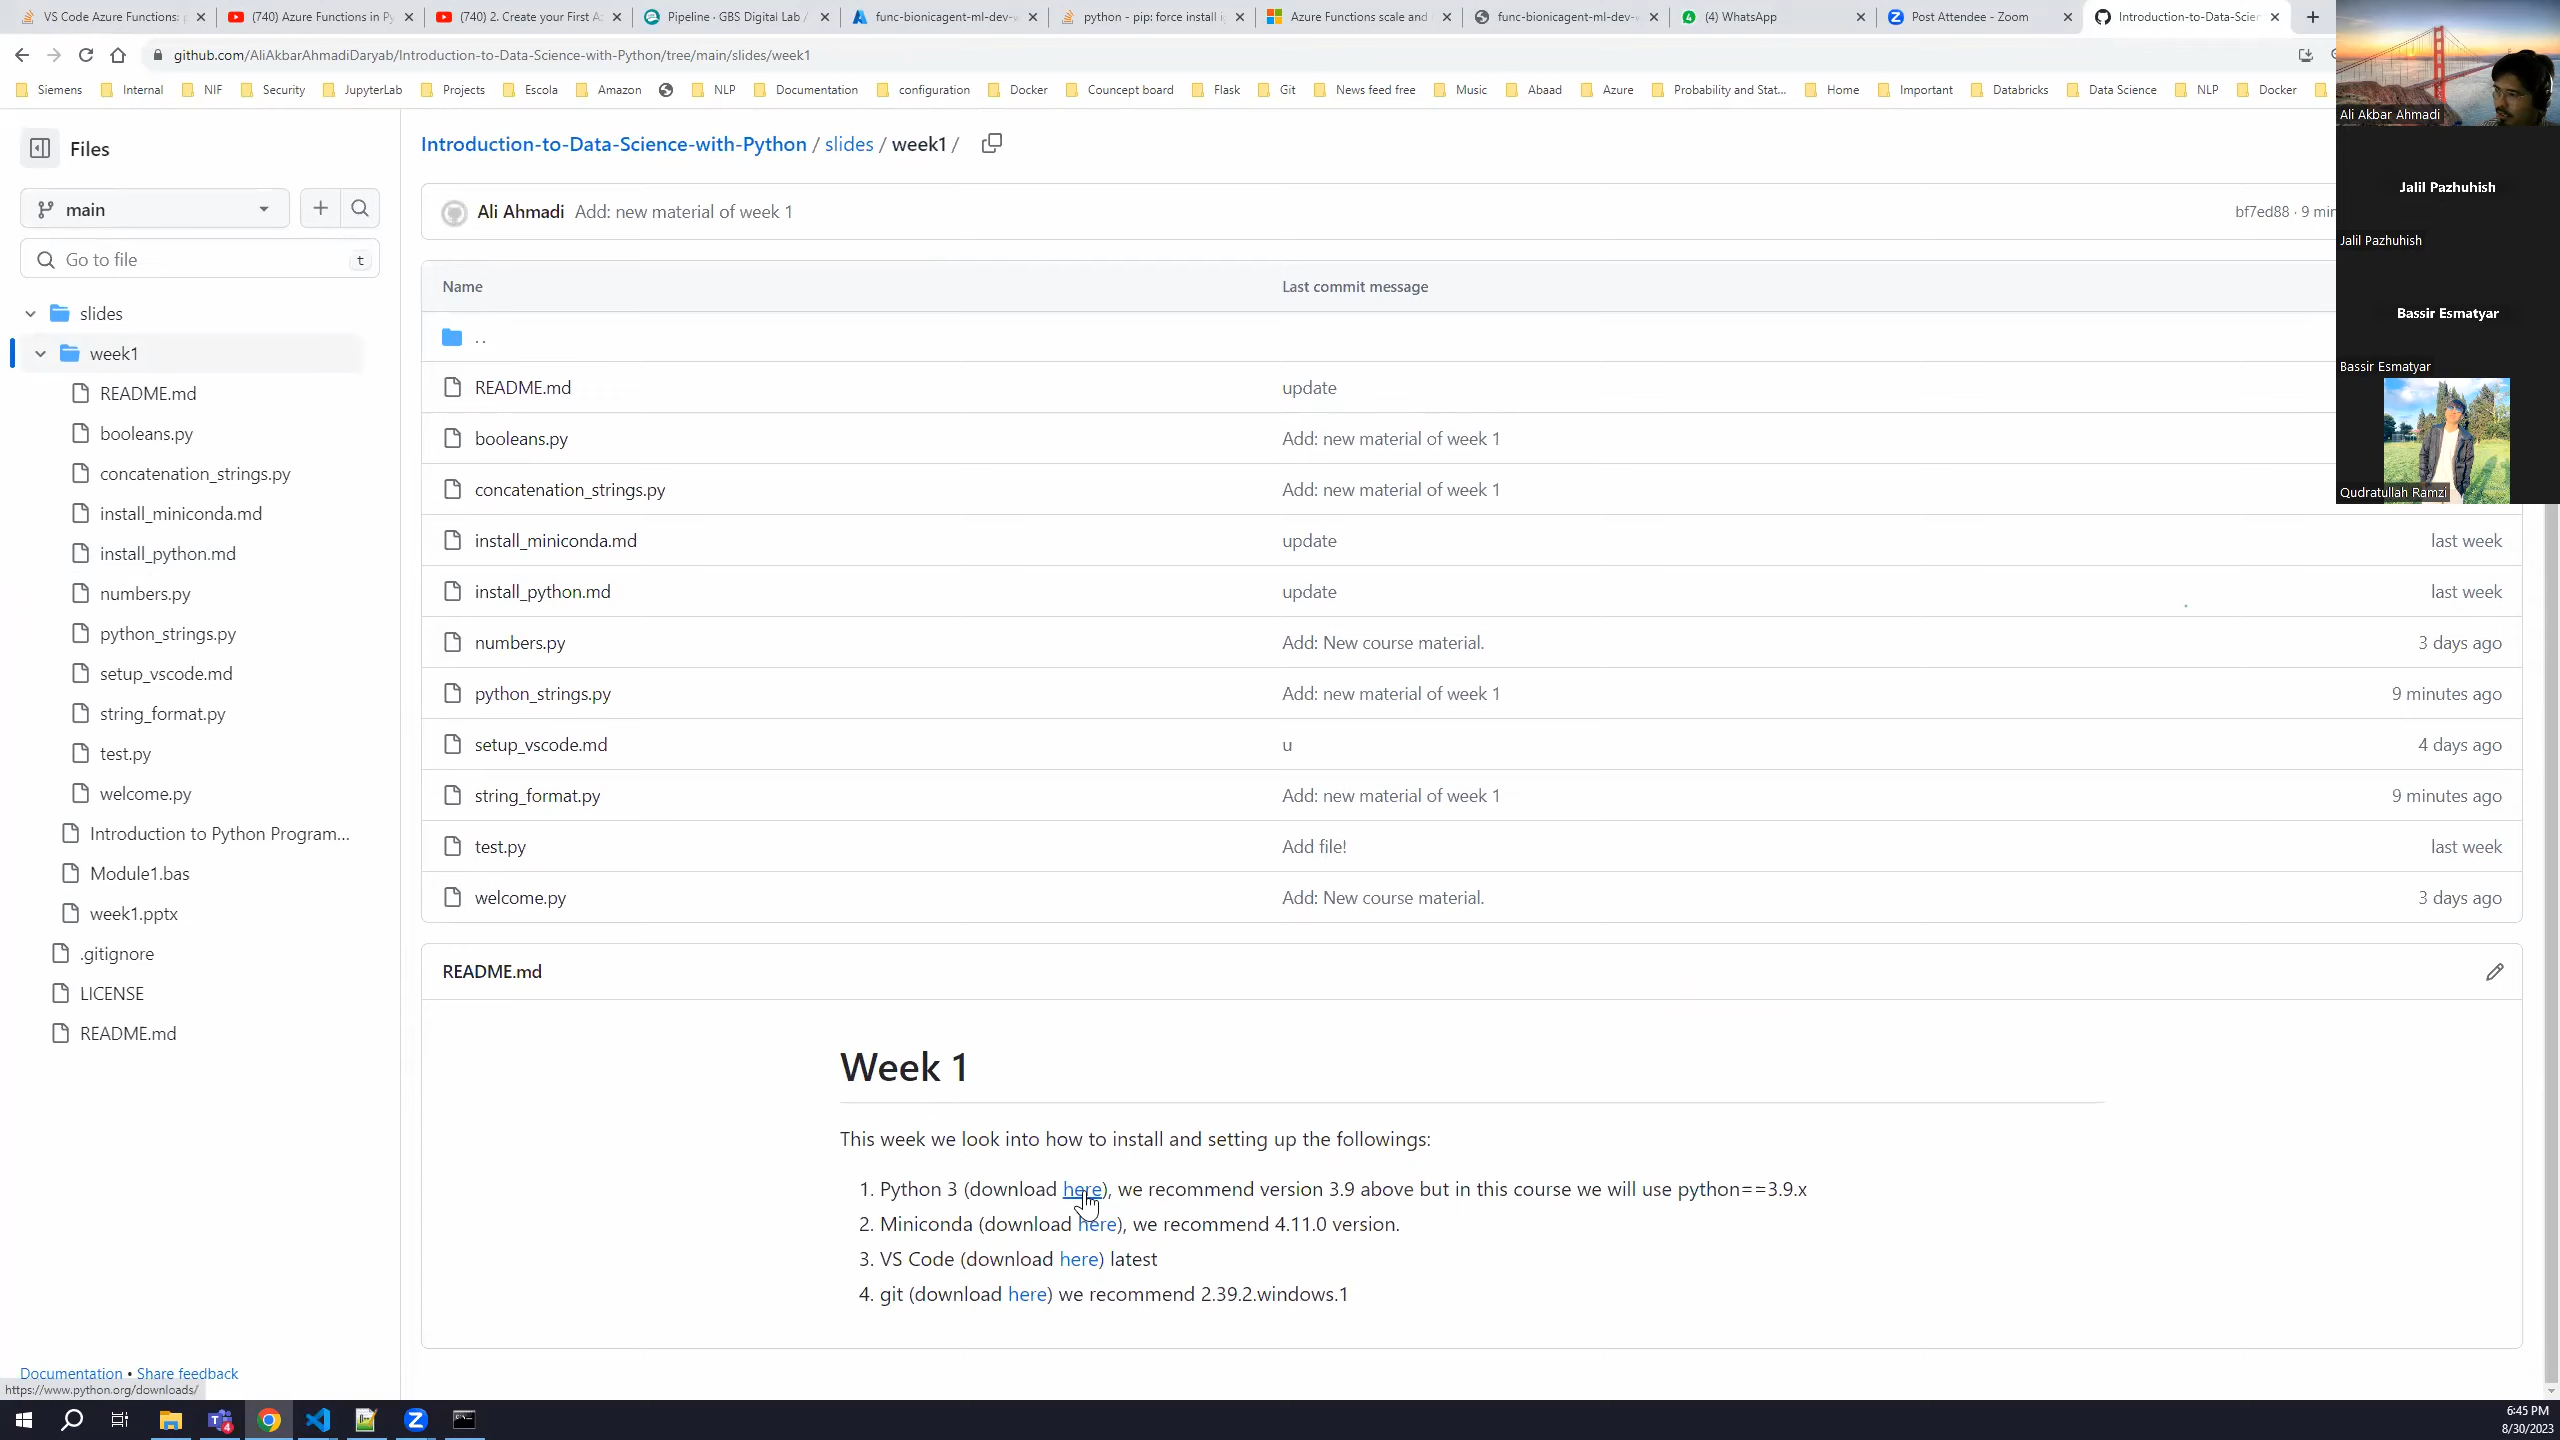 VS Code Azure Functions:
(740) Azure Functions in Py
(740) 2. Create your First A
Pipeline · GBS Digital Lab /
func-bionicagent-ml-dev-
python - pip: force install
Azure Functions scale and
func-bionicagent-ml-dev-
(4) WhatsApp
Post Attendee - Zoom
Introduction-to-Data-Scien
github.com/AliAkbarAhmadiDaryab/Introduction-to-Data-Science-with-Python/tree/main/slides/week1
Siemens
Internal
NIF
Security
JupyterLab
Projects
Escola
Amazon
NLP
Documentation
configuration
Docker
Councept board
Flask
Git
News feed free
Music
Abaad
Azure
Probability and Stat...
Home
Important
Databricks
Data Science
NLP
Docker
Ali Akbar Ahmadi
Jalil Pazhuhish
Jalil Pazhuhish
Bassir Esmatyar
Bassir Esmatyar
Qudratullah Ramzi
Files
main
Go to file
t
slides
week1
README.md
booleans.py
concatenation_strings.py
install_miniconda.md
install_python.md
numbers.py
python_strings.py
setup_vscode.md
string_format.py
test.py
welcome.py
Introduction to Python Program...
Module1.bas
week1.pptx
.gitignore
LICENSE
README.md
Documentation • Share feedback
https://www.python.org/downloads/
Introduction-to-Data-Science-with-Python / slides / week1 /
Ali Ahmadi Add: new material of week 1
bf7ed88 · 9 min
Name Last commit message
..
README.md update
booleans.py Add: new material of week 1
concatenation_strings.py Add: new material of week 1
install_miniconda.md update last week
install_python.md update last week
numbers.py Add: New course material. 3 days ago
python_strings.py Add: new material of week 1 9 minutes ago
setup_vscode.md u 4 days ago
string_format.py Add: new material of week 1 9 minutes ago
test.py Add file! last week
welcome.py Add: New course material. 3 days ago
README.md
Week 1
This week we look into how to install and setting up the followings:
1. Python 3 (download here), we recommend version 3.9 above but in this course we will use python==3.9.x
2. Miniconda (download here), we recommend 4.11.0 version.
3. VS Code (download here) latest
4. git (download here) we recommend 2.39.2.windows.1
6:45 PM
8/30/2023